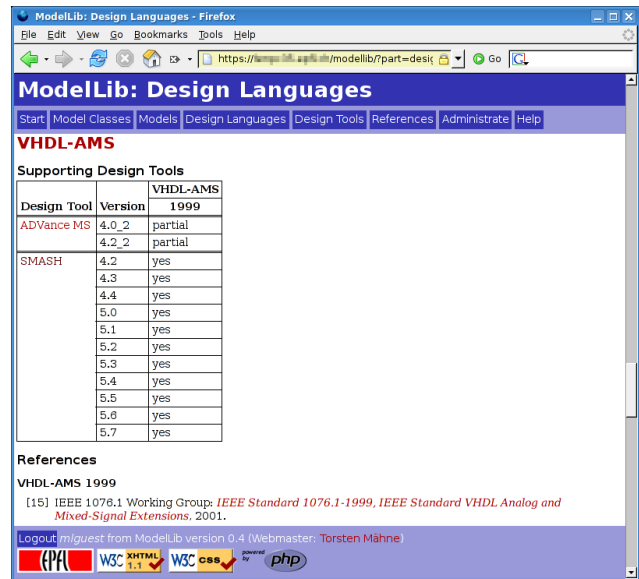 ModelLib: Design Languages - Firefox
File Edit View Go Bookmarks Tools Help
https:// /modellib/?part=desig Go
ModelLib: Design Languages
Start Model Classes Models Design Languages Design Tools References Administrate Help
VHDL-AMS
Supporting Design Tools
VHDL-AMS
Design Tool Version 1999
ADVance MS 4.0_2 partial
4.2_2 partial
SMASH 4.2 yes
4.3 yes
4.4 yes
5.0 yes
5.1 yes
5.2 yes
5.3 yes
5.4 yes
5.5 yes
5.6 yes
5.7 yes
References
VHDL-AMS 1999
[15] IEEE 1076.1 Working Group: IEEE Standard 1076.1-1999, IEEE Standard VHDL Analog and
Mixed-Signal Extensions, 2001.
Logout mlguest from ModelLib version 0.4 (Webmaster: Torsten Mähne)
EPFL W3C XHTML 1.1 W3C css powered by php